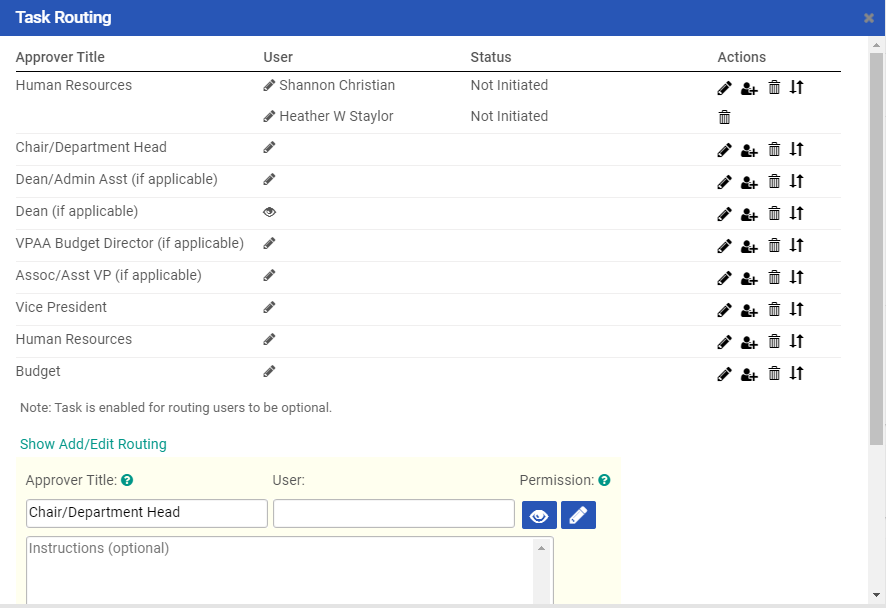 Task Routing
Approver Title User Status Actions
Human Resources Shannon Christian Not Initiated
Heather W Staylor Not Initiated
Chair/Department Head
Dean/Admin Asst (if applicable)
Dean (if applicable)
VPAA Budget Director (if applicable)
Assoc/Asst VP (if applicable)
Vice President
Human Resources
Budget
Note: Task is enabled for routing users to be optional.
Show Add/Edit Routing
Approver Title: ? User: Permission: ?
Chair/Department Head
Instructions (optional)